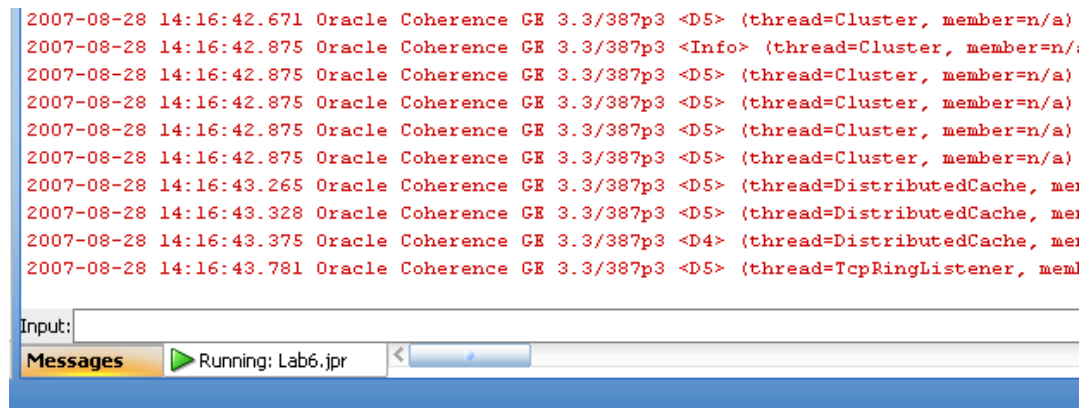 2007-08-28 14:16:42.671 Oracle Coherence GE 3.3/387p3 <D5> (thread=Cluster, member=n/a)
2007-08-28 14:16:42.875 Oracle Coherence GE 3.3/387p3 <Info> (thread=Cluster, member=n/
2007-08-28 14:16:42.875 Oracle Coherence GE 3.3/387p3 <D5> (thread=Cluster, member=n/a)
2007-08-28 14:16:42.875 Oracle Coherence GE 3.3/387p3 <D5> (thread=Cluster, member=n/a)
2007-08-28 14:16:42.875 Oracle Coherence GE 3.3/387p3 <D5> (thread=Cluster, member=n/a)
2007-08-28 14:16:42.875 Oracle Coherence GE 3.3/387p3 <D5> (thread=Cluster, member=n/a)
2007-08-28 14:16:43.265 Oracle Coherence GE 3.3/387p3 <D5> (thread=DistributedCache, me
2007-08-28 14:16:43.328 Oracle Coherence GE 3.3/387p3 <D5> (thread=DistributedCache, me
2007-08-28 14:16:43.375 Oracle Coherence GE 3.3/387p3 <D4> (thread=DistributedCache, me
2007-08-28 14:16:43.781 Oracle Coherence GE 3.3/387p3 <D5> (thread=TcpRingListener, mem
Input:
Messages Running: Lab6.jpr